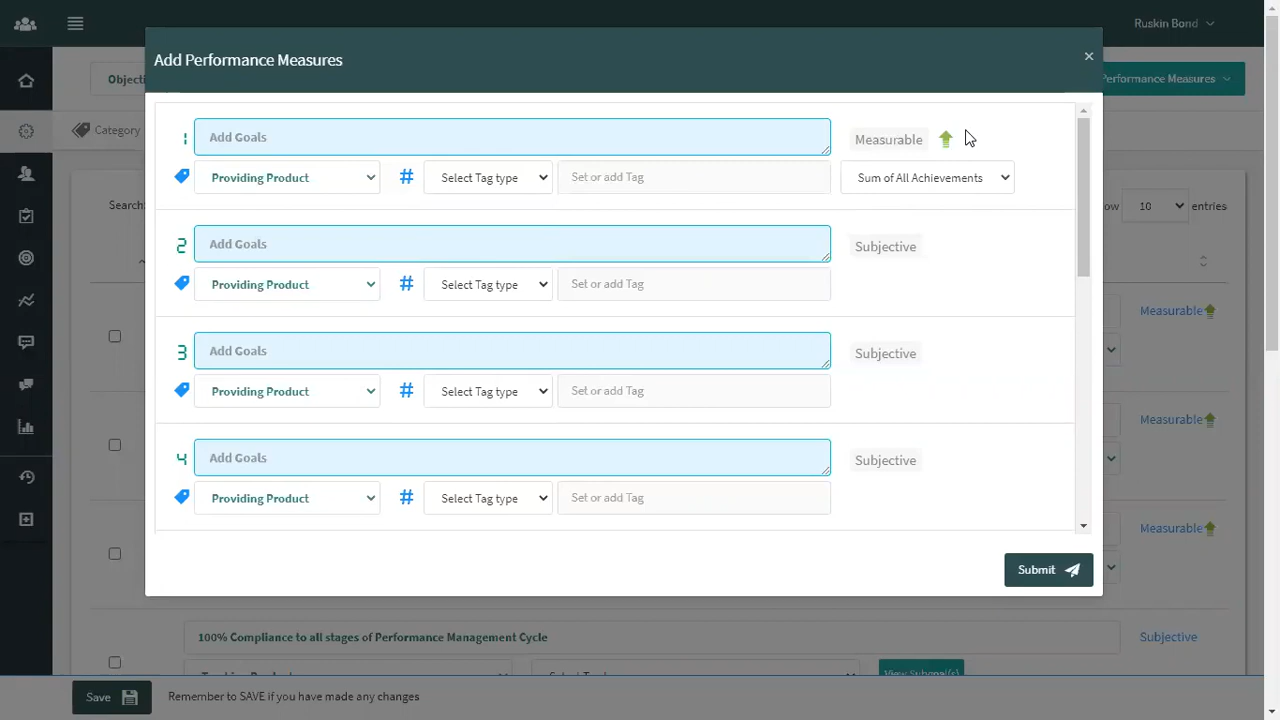 Ruskin Bond
Add Performance Measures
×
Objecti
Performance Measures
Category
1 Add Goals Measurable
Providing Product # Select Tag type Set or add Tag Sum of All Achievements
Search: ow 10 entries
2 Add Goals Subjective
Providing Product # Select Tag type Set or add Tag
Measurable
3 Add Goals Subjective
Providing Product # Select Tag type Set or add Tag
Measurable
4 Add Goals Subjective
Providing Product # Select Tag type Set or add Tag
Measurable
Submit
100% Compliance to all stages of Performance Management Cycle Subjective
View Subgoal(s)
Save Remember to SAVE if you have made any changes